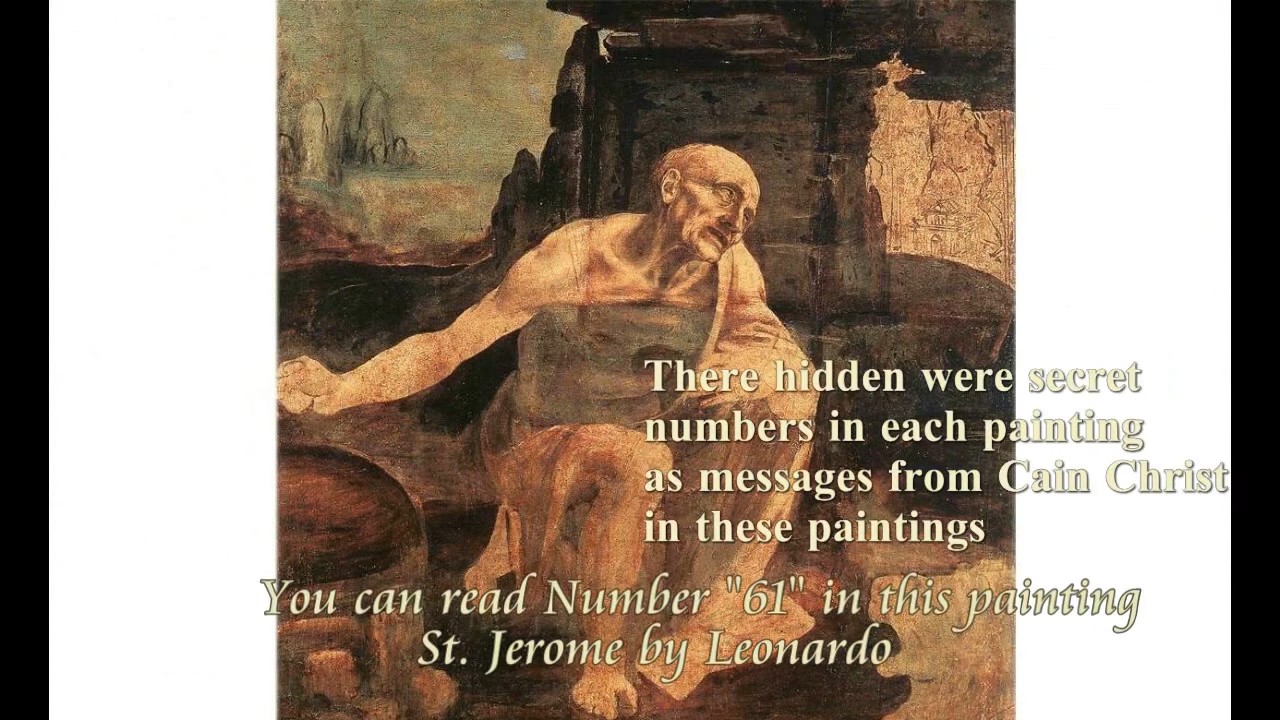 There hidden were secret
numbers in each painting
as messages from Cain Christ
in these paintings
You can read Number "61" in this painting
St. Jerome by Leonardo